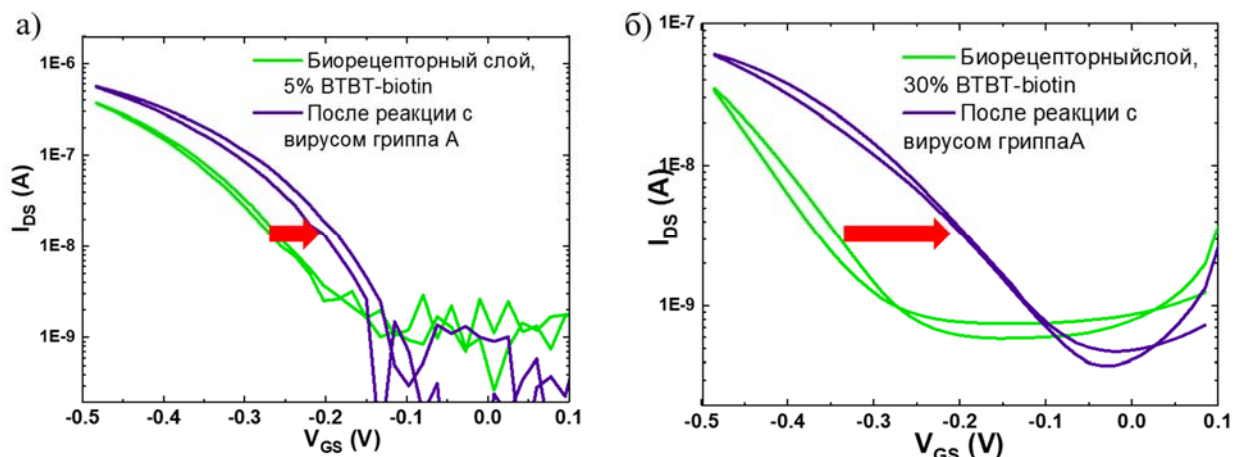 а)
Биорецепторный слой,
5% BTBT-biotin
После реакции с
вирусом гриппа А
1E-6
1E-7
1E-8
1E-9
I_DS (A)
-0.5 -0.4 -0.3 -0.2 -0.1 0.0 0.1
V_GS (V)
б)
Биорецепторныйслой,
30% BTBT-biotin
После реакции с
вирусом гриппаА
1E-7
1E-8
1E-9
I_DS (A)
-0.5 -0.4 -0.3 -0.2 -0.1 0.0 0.1
V_GS (V)